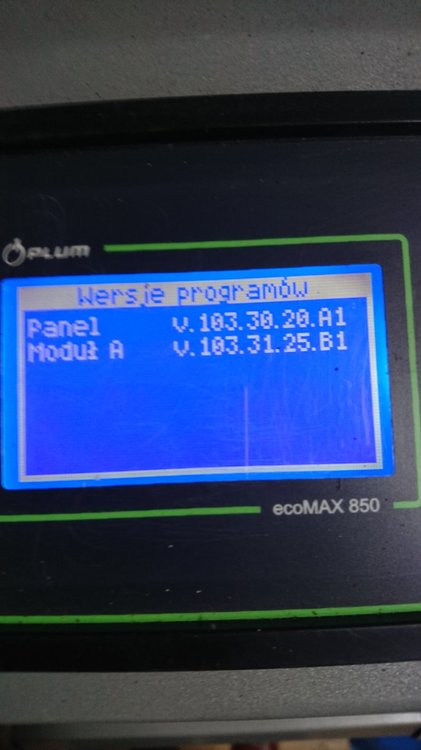 PLUM
Wersje programów
Panel v.103.30.20.A1
Moduł A v.103.31.25.B1
ecoMAX 850